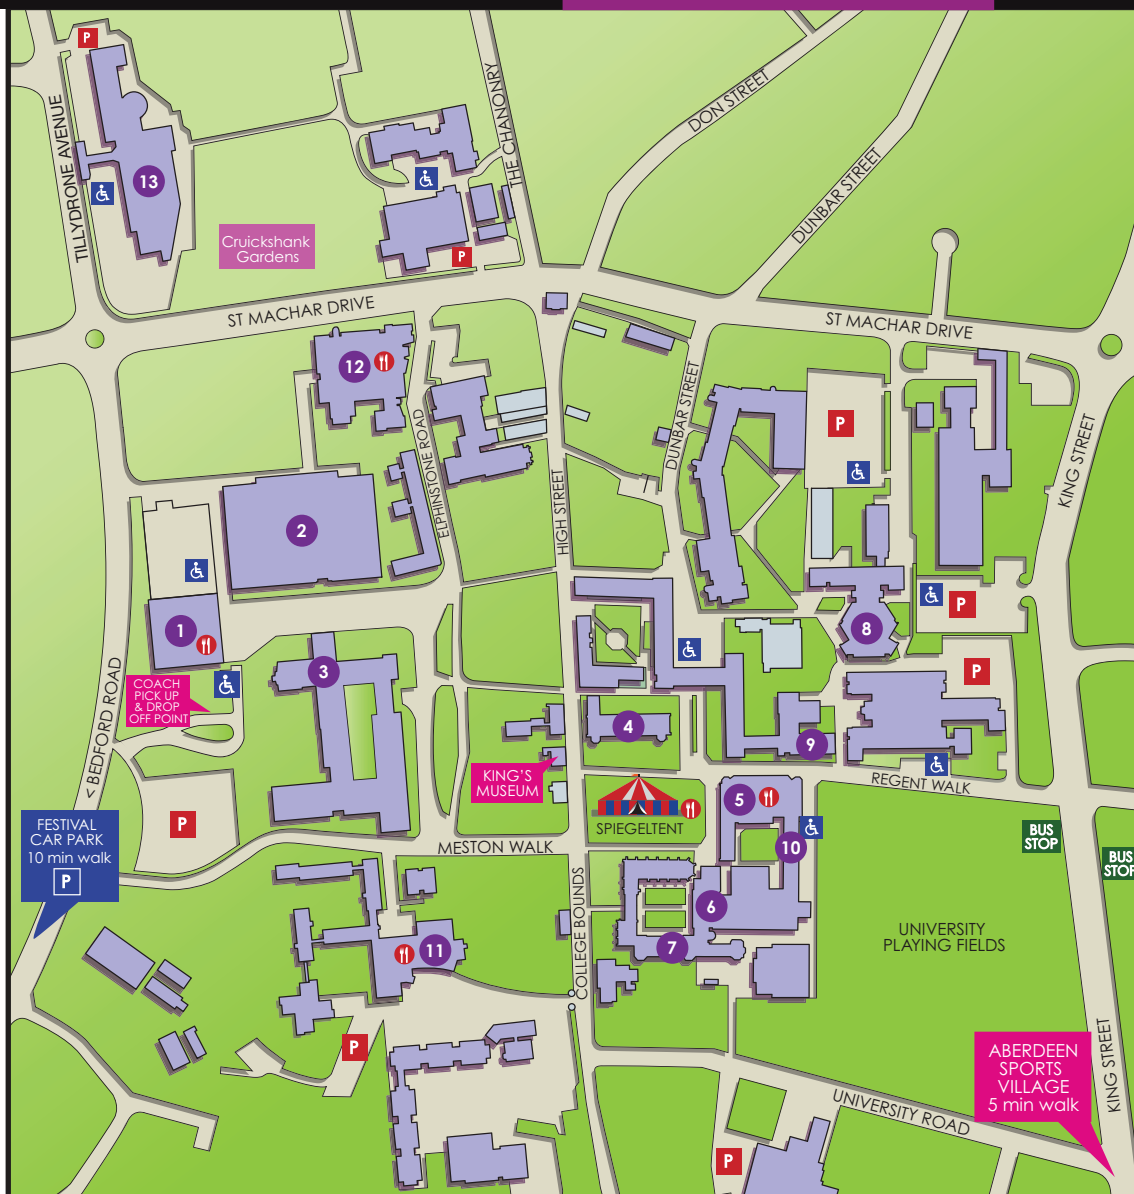 P
TILLYDRONE AVENUE
13
THE CHANONRY
DON STREET
DUNBAR STREET
Cruickshank
Gardens
P
ST MACHAR DRIVE
ST MACHAR DRIVE
12
ELPHINSTONE ROAD
HIGH STREET
DUNBAR STREET
P
KING STREET
2
1
3
8
P
P
< BEDFORD ROAD
COACH
PICK UP
& DROP
OFF POINT
4
9
KING'S
MUSEUM
REGENT WALK
5
SPIEGELTENT
P
10
BUS
STOP
BUS
STOP
FESTIVAL
CAR PARK
10 min walk
P
MESTON WALK
COLLEGE BOUNDS
6
7
11
UNIVERSITY
PLAYING FIELDS
P
KING STREET
ABERDEEN
SPORTS
VILLAGE
5 min walk
UNIVERSITY ROAD
P